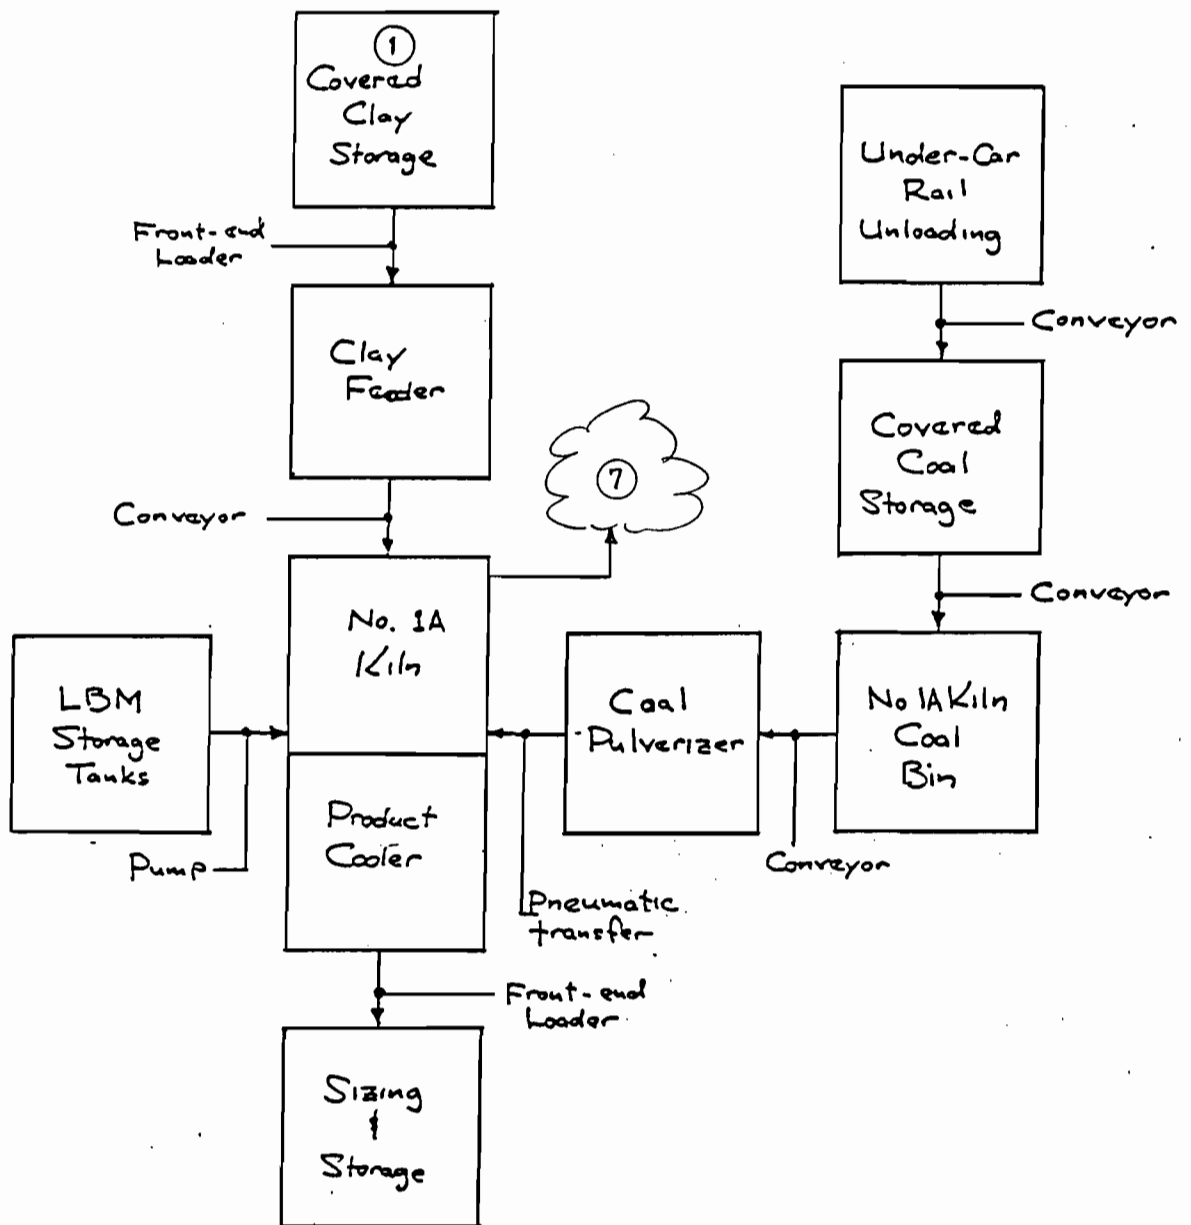 1
Covered
Clay
Storage
Front-end
Loader
Clay
Feeder
Conveyor
No. 1A
Kiln
7
LBM
Storage
Tanks
Pump
Product
Cooler
Coal
Pulverizer
Pneumatic
transfer
Under-Car
Rail
Unloading
Conveyor
Covered
Coal
Storage
Conveyor
No 1A Kiln
Coal
Bin
Conveyor
Front-end
Loader
Sizing
&
Storage